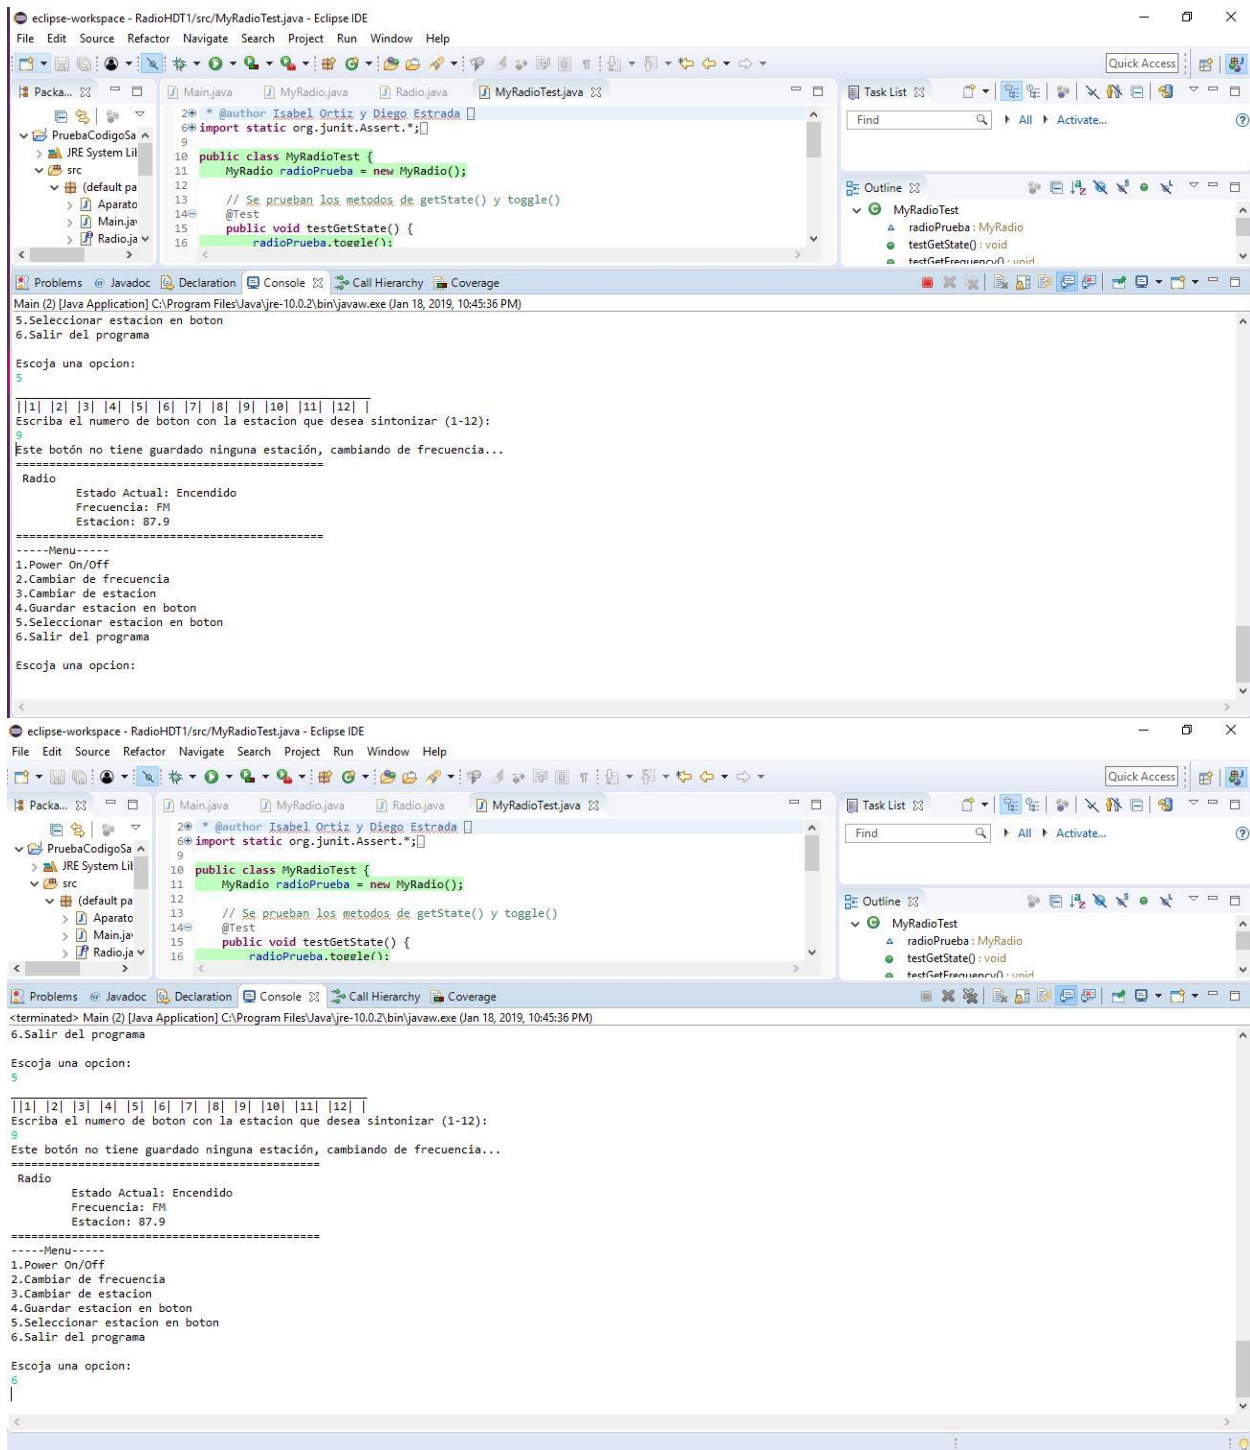 eclipse-workspace - RadioHDT1/src/MyRadioTest.java - Eclipse IDE
File Edit Source Refactor Navigate Search Project Run Window Help
Quick Access
Packa...
Main.java MyRadio.java Radio.java MyRadioTest.java
Task List
PruebaCodigoSa
JRE System Lib
src
(default pa
Aparato
Main.jav
Radio.ja
2 * @author Isabel Ortiz y Diego Estrada
6 import static org.junit.Assert.*;
9
10 public class MyRadioTest {
11 MyRadio radioPrueba = new MyRadio();
12
13 // Se prueban los metodos de getState() y toggle()
14 @Test
15 public void testGetState() {
16 radioPrueba.toggle();
Find All Activate...
Outline
MyRadioTest
radioPrueba : MyRadio
testGetState() : void
testGetFrequency() : void
Problems @ Javadoc Declaration Console Call Hierarchy Coverage
Main (2) [Java Application] C:\Program Files\Java\jre-10.0.2\bin\javaw.exe (Jan 18, 2019, 10:45:36 PM)
5.Seleccionar estacion en boton
6.Salir del programa
Escoja una opcion:
5
||1| |2| |3| |4| |5| |6| |7| |8| |9| |10| |11| |12| |
Escriba el numero de boton con la estacion que desea sintonizar (1-12):
9
Este botón no tiene guardado ninguna estación, cambiando de frecuencia...
==============================================
Radio
Estado Actual: Encendido
Frecuencia: FM
Estacion: 87.9
==============================================
-----Menu-----
1.Power On/Off
2.Cambiar de frecuencia
3.Cambiar de estacion
4.Guardar estacion en boton
5.Seleccionar estacion en boton
6.Salir del programa
Escoja una opcion:
eclipse-workspace - RadioHDT1/src/MyRadioTest.java - Eclipse IDE
File Edit Source Refactor Navigate Search Project Run Window Help
Quick Access
Packa...
Main.java MyRadio.java Radio.java MyRadioTest.java
Task List
PruebaCodigoSa
JRE System Lib
src
(default pa
Aparato
Main.jav
Radio.ja
2 * @author Isabel Ortiz y Diego Estrada
6 import static org.junit.Assert.*;
9
10 public class MyRadioTest {
11 MyRadio radioPrueba = new MyRadio();
12
13 // Se prueban los metodos de getState() y toggle()
14 @Test
15 public void testGetState() {
16 radioPrueba.toggle();
Find All Activate...
Outline
MyRadioTest
radioPrueba : MyRadio
testGetState() : void
testGetFrequency() : void
Problems @ Javadoc Declaration Console Call Hierarchy Coverage
<terminated> Main (2) [Java Application] C:\Program Files\Java\jre-10.0.2\bin\javaw.exe (Jan 18, 2019, 10:45:36 PM)
6.Salir del programa
Escoja una opcion:
5
||1| |2| |3| |4| |5| |6| |7| |8| |9| |10| |11| |12| |
Escriba el numero de boton con la estacion que desea sintonizar (1-12):
9
Este botón no tiene guardado ninguna estación, cambiando de frecuencia...
==============================================
Radio
Estado Actual: Encendido
Frecuencia: FM
Estacion: 87.9
==============================================
-----Menu-----
1.Power On/Off
2.Cambiar de frecuencia
3.Cambiar de estacion
4.Guardar estacion en boton
5.Seleccionar estacion en boton
6.Salir del programa
Escoja una opcion:
6